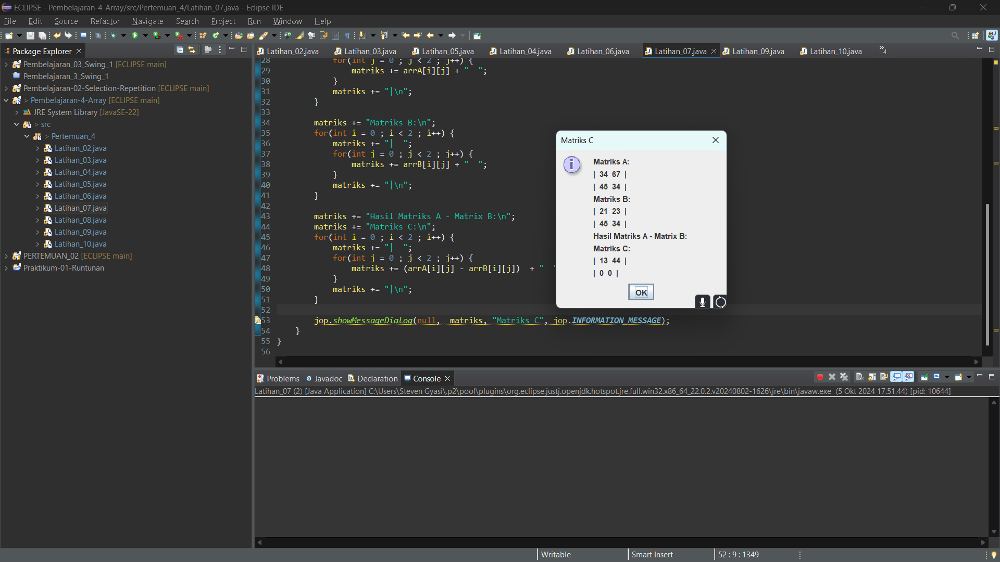 ECLIPSE - Pembelajaran-4-Array/src/Pertemuan_4/Latihan_07.java - Eclipse IDE
File Edit Source Refactor Navigate Search Project Run Window Help
Package Explorer
Pembelajaran_03_Swing_1 [ECLIPSE main]
Pembelajaran_3_Swing_1
Pembelajaran-02-Selection-Repetition [ECLIPSE main]
> Pembelajaran-4-Array [ECLIPSE main]
JRE System Library [JavaSE-22]
> src
> Pertemuan_4
Latihan_02.java
Latihan_03.java
Latihan_04.java
Latihan_05.java
Latihan_06.java
Latihan_07.java
Latihan_08.java
Latihan_09.java
Latihan_10.java
PERTEMUAN_02 [ECLIPSE main]
Praktikum-01-Runtunan
Latihan_02.java Latihan_03.java Latihan_05.java Latihan_04.java Latihan_06.java Latihan_07.java Latihan_09.java Latihan_10.java »4
28 for(int j = 0 ; j < 2 ; j++) {
29 matriks += arrA[i][j] + "  ";
30 }
31 matriks += "|\n";
32 }
33
34 matriks += "Matriks B:\n";
35 for(int i = 0 ; i < 2 ; i++) {
36 matriks += "|  ";
37 for(int j = 0 ; j < 2 ; j++) {
38 matriks += arrB[i][j] + "  ";
39 }
40 matriks += "|\n";
41 }
42
43 matriks += "Hasil Matriks A - Matrix B:\n";
44 matriks += "Matriks C:\n";
45 for(int i = 0 ; i < 2 ; i++) {
46 matriks += "|  ";
47 for(int j = 0 ; j < 2 ; j++) {
48 matriks += (arrA[i][j] - arrB[i][j])  + "  "
49 }
50 matriks += "|\n";
51 }
52
53 jop.showMessageDialog(null,  matriks, "Matriks C", jop.INFORMATION_MESSAGE);
54 }
55 }
56
Matriks C
Matriks A:
| 34 67 |
| 45 34 |
Matriks B:
| 21 23 |
| 45 34 |
Hasil Matriks A - Matrix B:
Matriks C:
| 13 44 |
| 0 0 |
OK
Problems Javadoc Declaration Console
Latihan_07 (2) [Java Application] C:\Users\Steven Gyasi\.p2\pool\plugins\org.eclipse.justj.openjdk.hotspot.jre.full.win32.x86_64_22.0.2.v20240802-1626\jre\bin\javaw.exe (5 Okt 2024 17.51.44) [pid: 10644]
Writable Smart Insert 52 : 9 : 1349